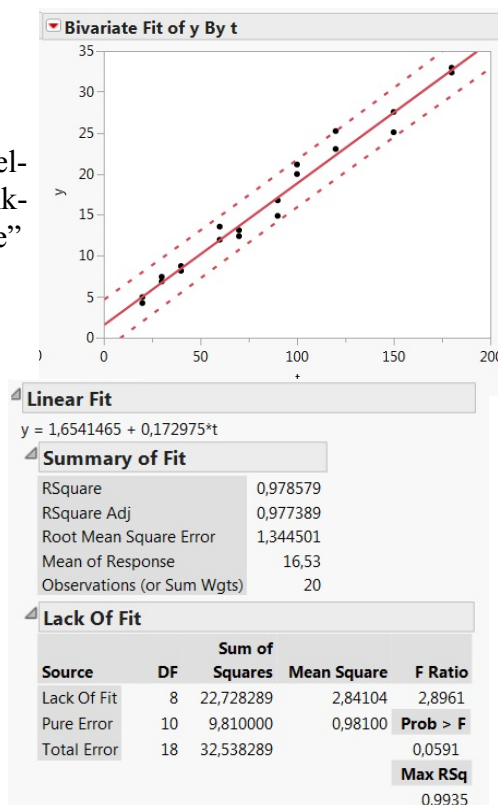 Bivariate Fit of y By t
35
30
el-
25
k-
20
e”
y
15
10
5
0
0 50 100 150 200
t
Linear Fit
y = 1,6541465 + 0,172975*t
Summary of Fit
RSquare 0,978579
RSquare Adj 0,977389
Root Mean Square Error 1,344501
Mean of Response 16,53
Observations (or Sum Wgts) 20
Lack Of Fit
Sum of
Source DF Squares Mean Square F Ratio
Lack Of Fit 8 22,728289 2,84104 2,8961
Pure Error 10 9,810000 0,98100 Prob > F
Total Error 18 32,538289 0,0591
Max RSq
0,9935